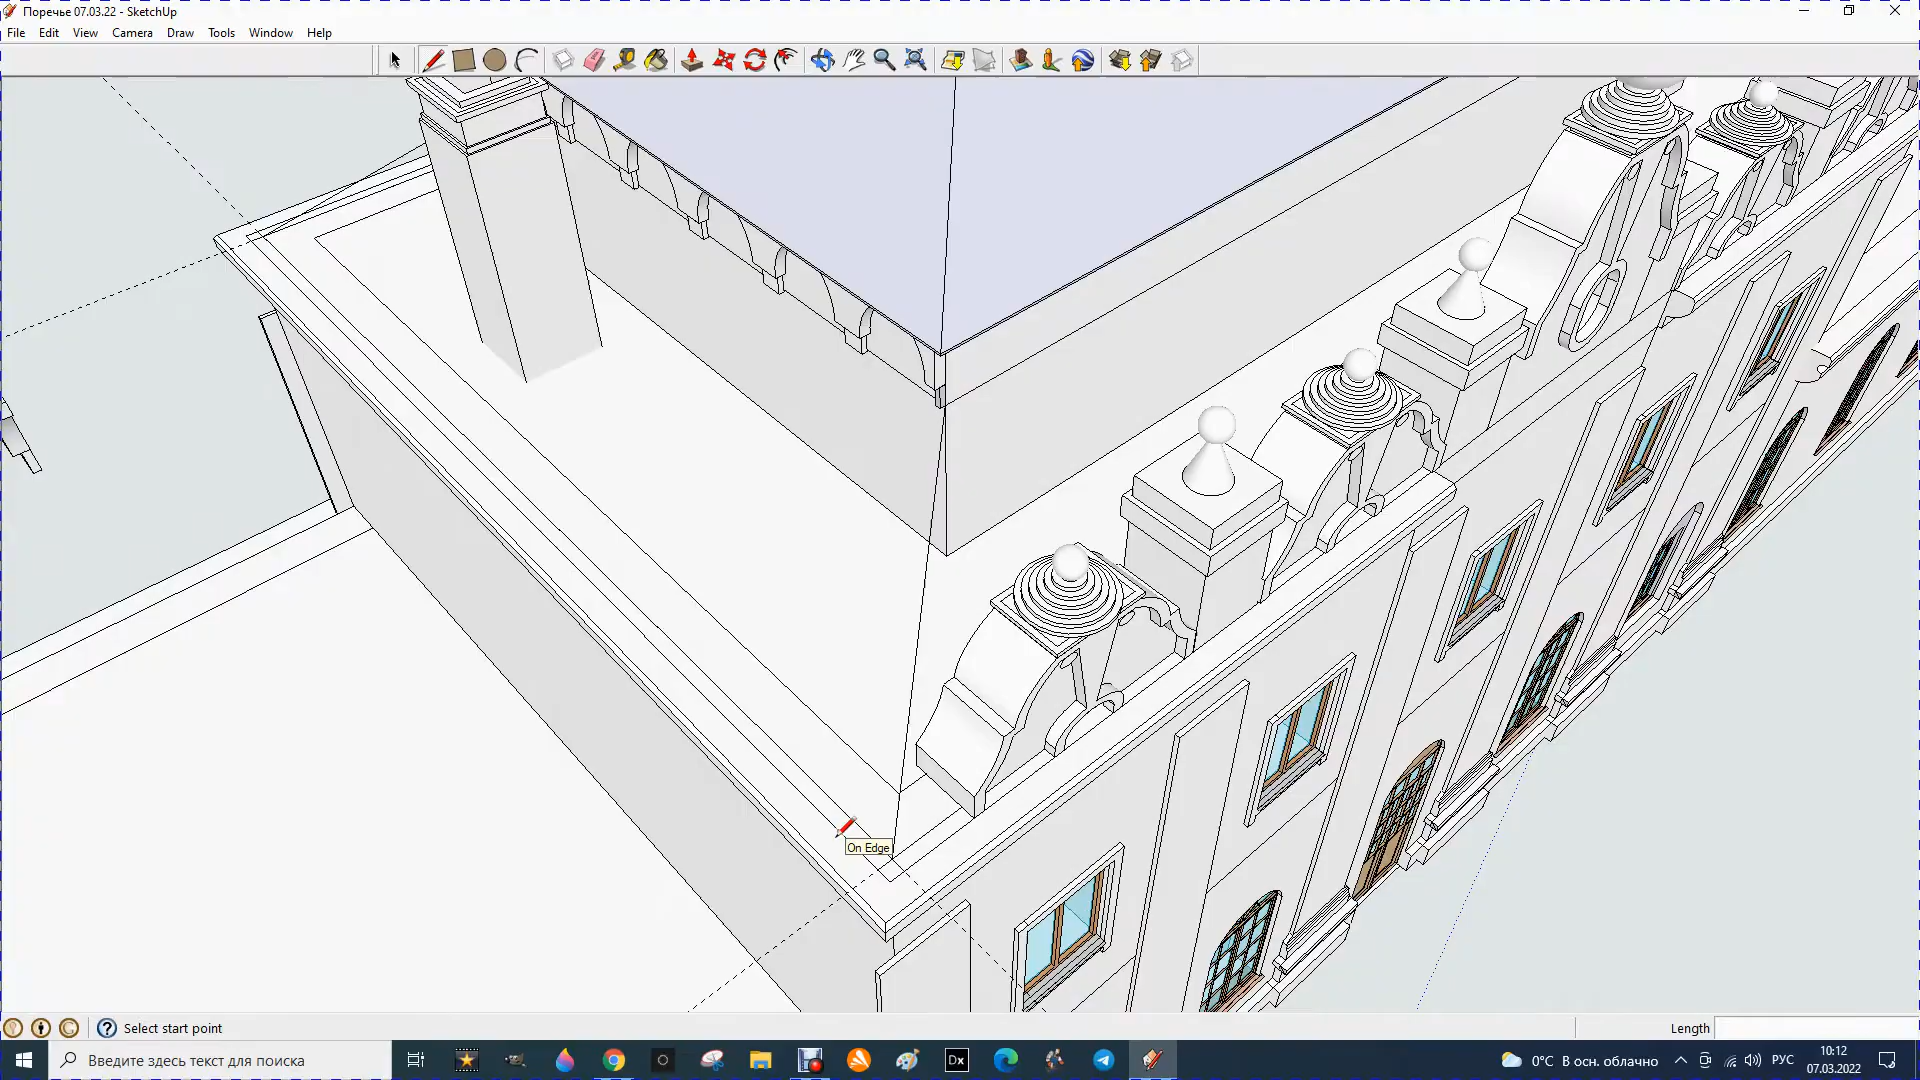 Поречье 07.03.22 - SketchUp
File Edit View Camera Draw Tools Window Help
On Edge
Select start point
Length
Введите здесь текст для поиска
Dx
0°C В осн. облачно
РУС
10:12
07.03.2022